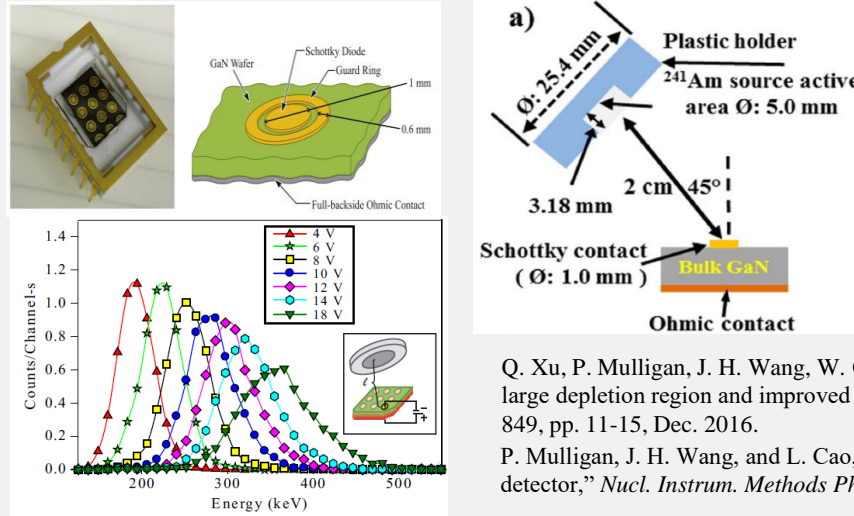 GaN Wafer
Schottky Diode
Guard Ring
1 mm
0.6 mm
Full-backside Ohmic Contact
a)
Ø: 25.4 mm
Plastic holder
²⁴¹Am source active
area Ø: 5.0 mm
2 cm
45°
3.18 mm
Schottky contact
( Ø: 1.0 mm )
Bulk GaN
Ohmic contact
Counts/Channel-s
1.4
1.2
1.0
0.8
0.6
0.4
0.2
0.0
4 V
6 V
8 V
10 V
12 V
14 V
18 V
ℓ
200
300
400
500
Energy (keV)
Q. Xu, P. Mulligan, J. H. Wang, W.
large depletion region and improved
849, pp. 11-15, Dec. 2016.
P. Mulligan, J. H. Wang, and L. Cao,
detector,” Nucl. Instrum. Methods